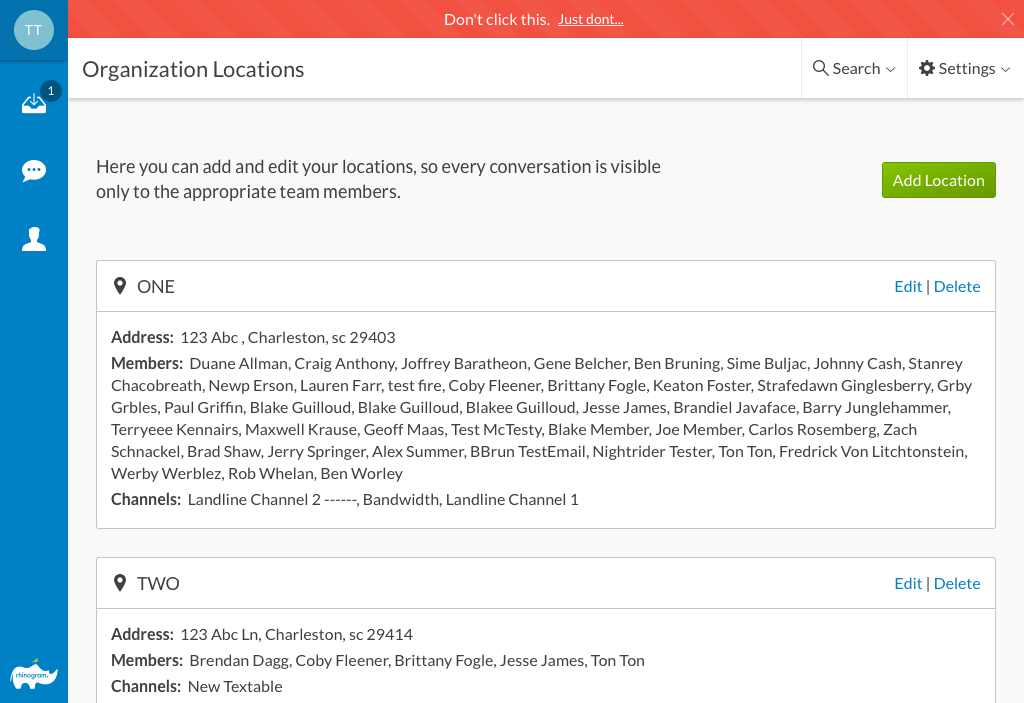 TT
Don't click this. Just dont...
Organization Locations
Search
Settings
1
Here you can add and edit your locations, so every conversation is visible
only to the appropriate team members.
Add Location
ONE
Edit | Delete
Address: 123 Abc , Charleston, sc 29403
Members: Duane Allman, Craig Anthony, Joffrey Baratheon, Gene Belcher, Ben Bruning, Sime Buljac, Johnny Cash, Stanrey
Chacobreath, Newp Erson, Lauren Farr, test fire, Coby Fleener, Brittany Fogle, Keaton Foster, Strafedawn Ginglesberry, Grby
Grbles, Paul Griffin, Blake Guilloud, Blake Guilloud, Blakee Guilloud, Jesse James, Brandiel Javaface, Barry Junglehammer,
Terryeee Kennairs, Maxwell Krause, Geoff Maas, Test McTesty, Blake Member, Joe Member, Carlos Rosemberg, Zach
Schnackel, Brad Shaw, Jerry Springer, Alex Summer, BBrun TestEmail, Nightrider Tester, Ton Ton, Fredrick Von Litchtonstein,
Werby Werblez, Rob Whelan, Ben Worley
Channels: Landline Channel 2 ------, Bandwidth, Landline Channel 1
TWO
Edit | Delete
Address: 123 Abc Ln, Charleston, sc 29414
Members: Brendan Dagg, Coby Fleener, Brittany Fogle, Jesse James, Ton Ton
Channels: New Textable
rhinogram.